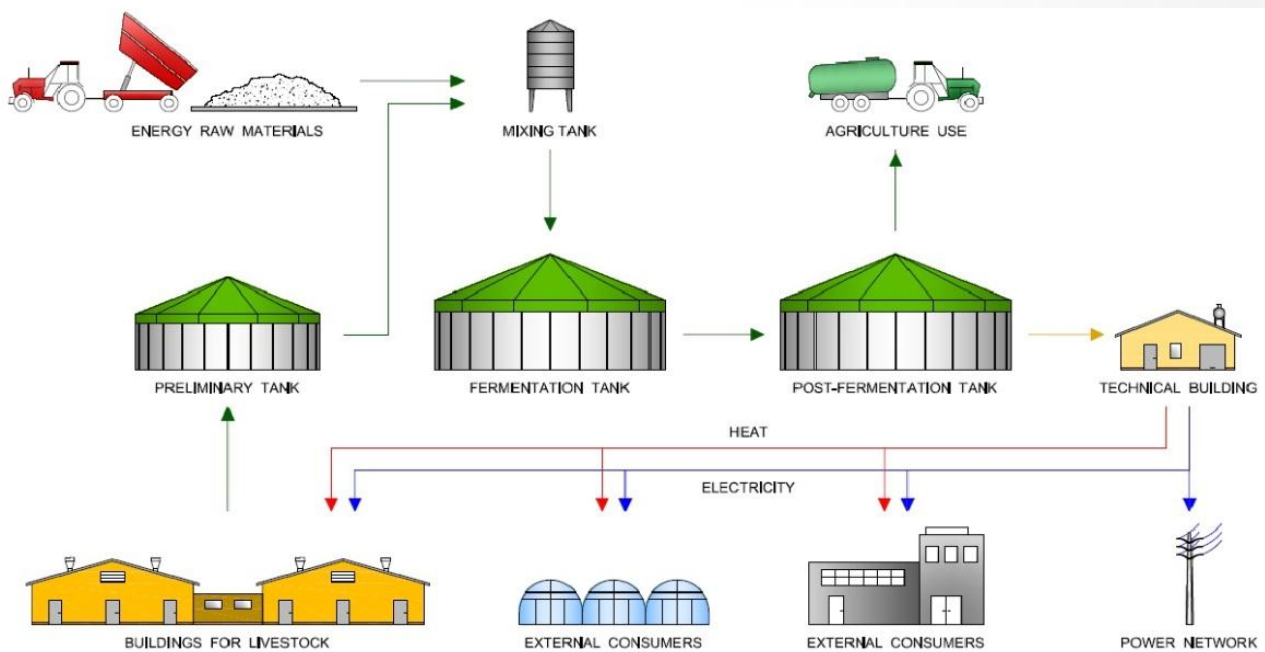 ENERGY RAW MATERIALS
MIXING TANK
AGRICULTURE USE
PRELIMINARY TANK
FERMENTATION TANK
POST-FERMENTATION TANK
TECHNICAL BUILDING
HEAT
ELECTRICITY
BUILDINGS FOR LIVESTOCK
EXTERNAL CONSUMERS
EXTERNAL CONSUMERS
POWER NETWORK